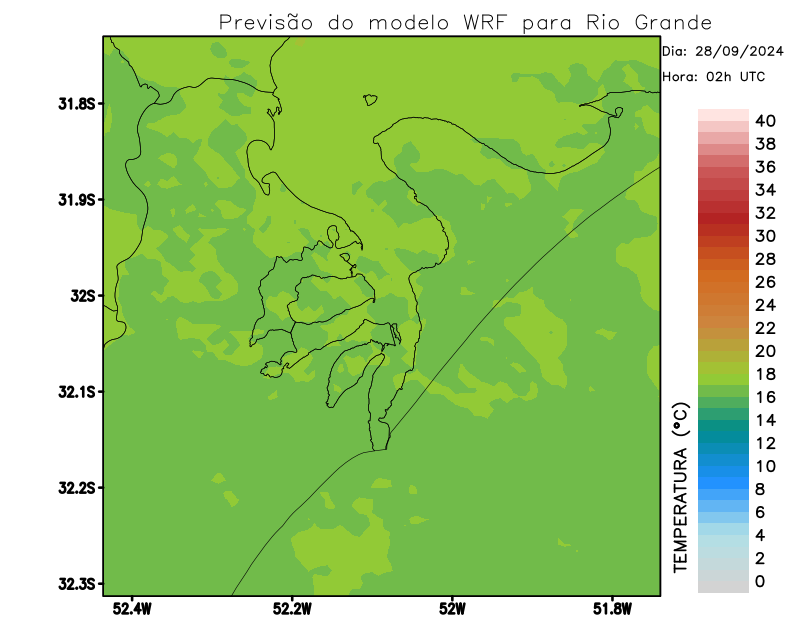 Previsão do modelo WRF para Rio Grande
Dia: 28/09/2024
Hora: 02h UTC
31.8S
31.9S
32S
32.1S
32.2S
32.3S
52.4W
52.2W
52W
51.8W
TEMPERATURA (°C)
40
38
36
34
32
30
28
26
24
22
20
18
16
14
12
10
8
6
4
2
0